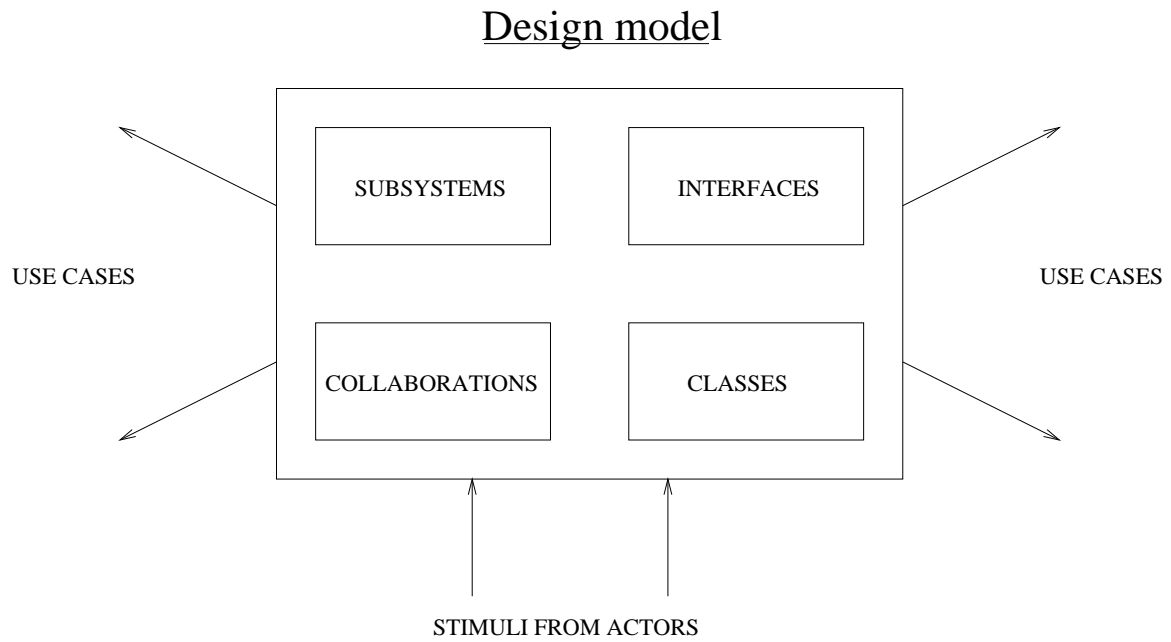 Design model
SUBSYSTEMS
INTERFACES
USE CASES
USE CASES
COLLABORATIONS
CLASSES
STIMULI FROM ACTORS